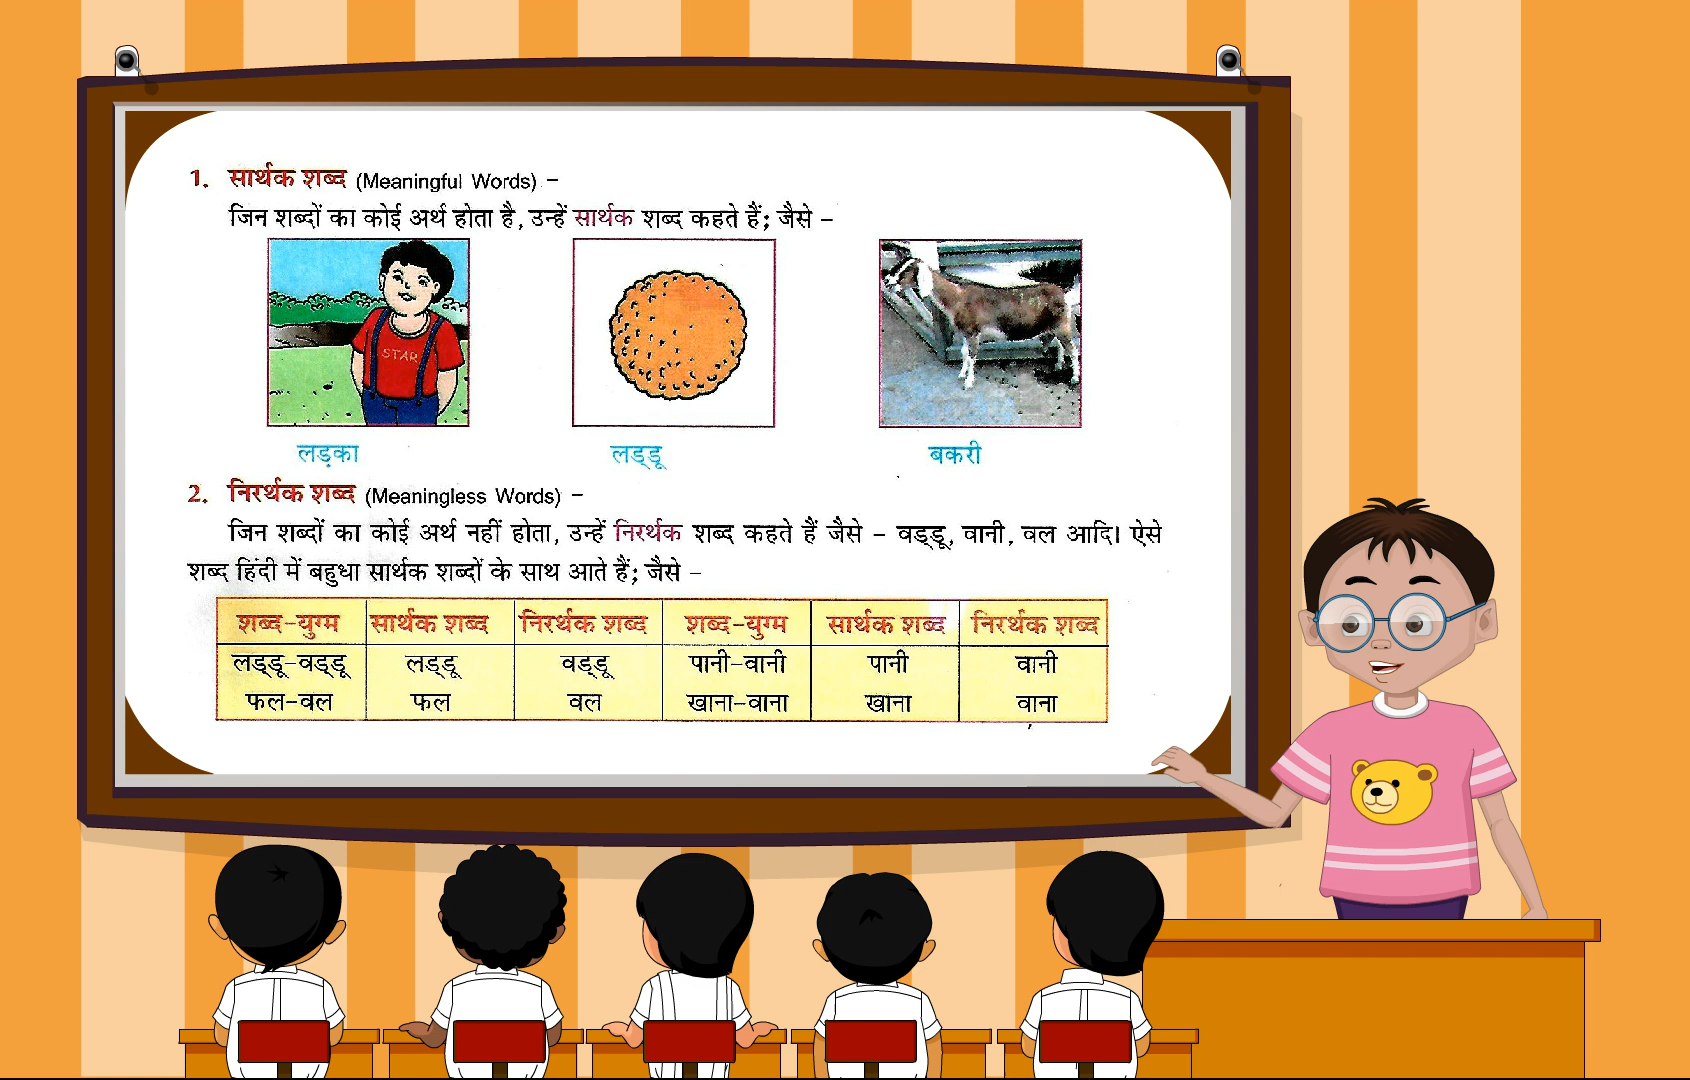 1. सार्थक शब्द (Meaningful Words) –
जिन शब्दों का कोई अर्थ होता है, उन्हें सार्थक शब्द कहते हैं; जैसे –
STAR
लड़का लड्डू बकरी
2. निरर्थक शब्द (Meaningless Words) –
जिन शब्दों का कोई अर्थ नहीं होता, उन्हें निरर्थक शब्द कहते हैं जैसे – वड्डू, वानी, वल आदि। ऐसे
शब्द हिंदी में बहुधा सार्थक शब्दों के साथ आते हैं; जैसे –
शब्द-युग्म सार्थक शब्द निरर्थक शब्द शब्द-युग्म सार्थक शब्द निरर्थक शब्द
लड्डू-वड्डू लड्डू वड्डू पानी-वानी पानी वानी
फल-वल फल वल खाना-वाना खाना वाना